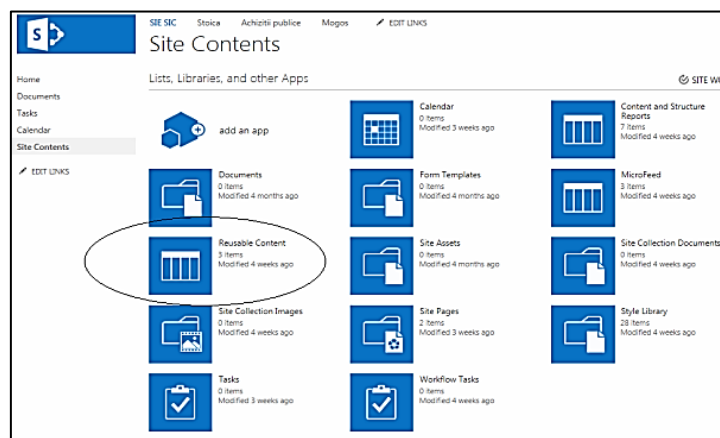 S
SIE SIC Stoica Achizitii publice Mogos EDIT LINKS
Site Contents
Home
Documents
Tasks
Calendar
Site Contents
EDIT LINKS
Lists, Libraries, and other Apps
SITE WO
add an app
Calendar
0 items
Modified 3 weeks ago
Content and Structure
Reports
7 items
Modified 4 weeks ago
Documents
0 items
Modified 4 months ago
Form Templates
0 items
Modified 4 months ago
MicroFeed
3 items
Modified 4 weeks ago
Reusable Content
3 items
Modified 4 weeks ago
Site Assets
0 items
Modified 4 months ago
Site Collection Documents
0 items
Modified 4 weeks ago
Site Collection Images
0 items
Modified 4 weeks ago
Site Pages
2 items
Modified 3 weeks ago
Style Library
28 items
Modified 4 weeks ago
Tasks
0 items
Modified 3 weeks ago
Workflow Tasks
0 items
Modified 4 weeks ago